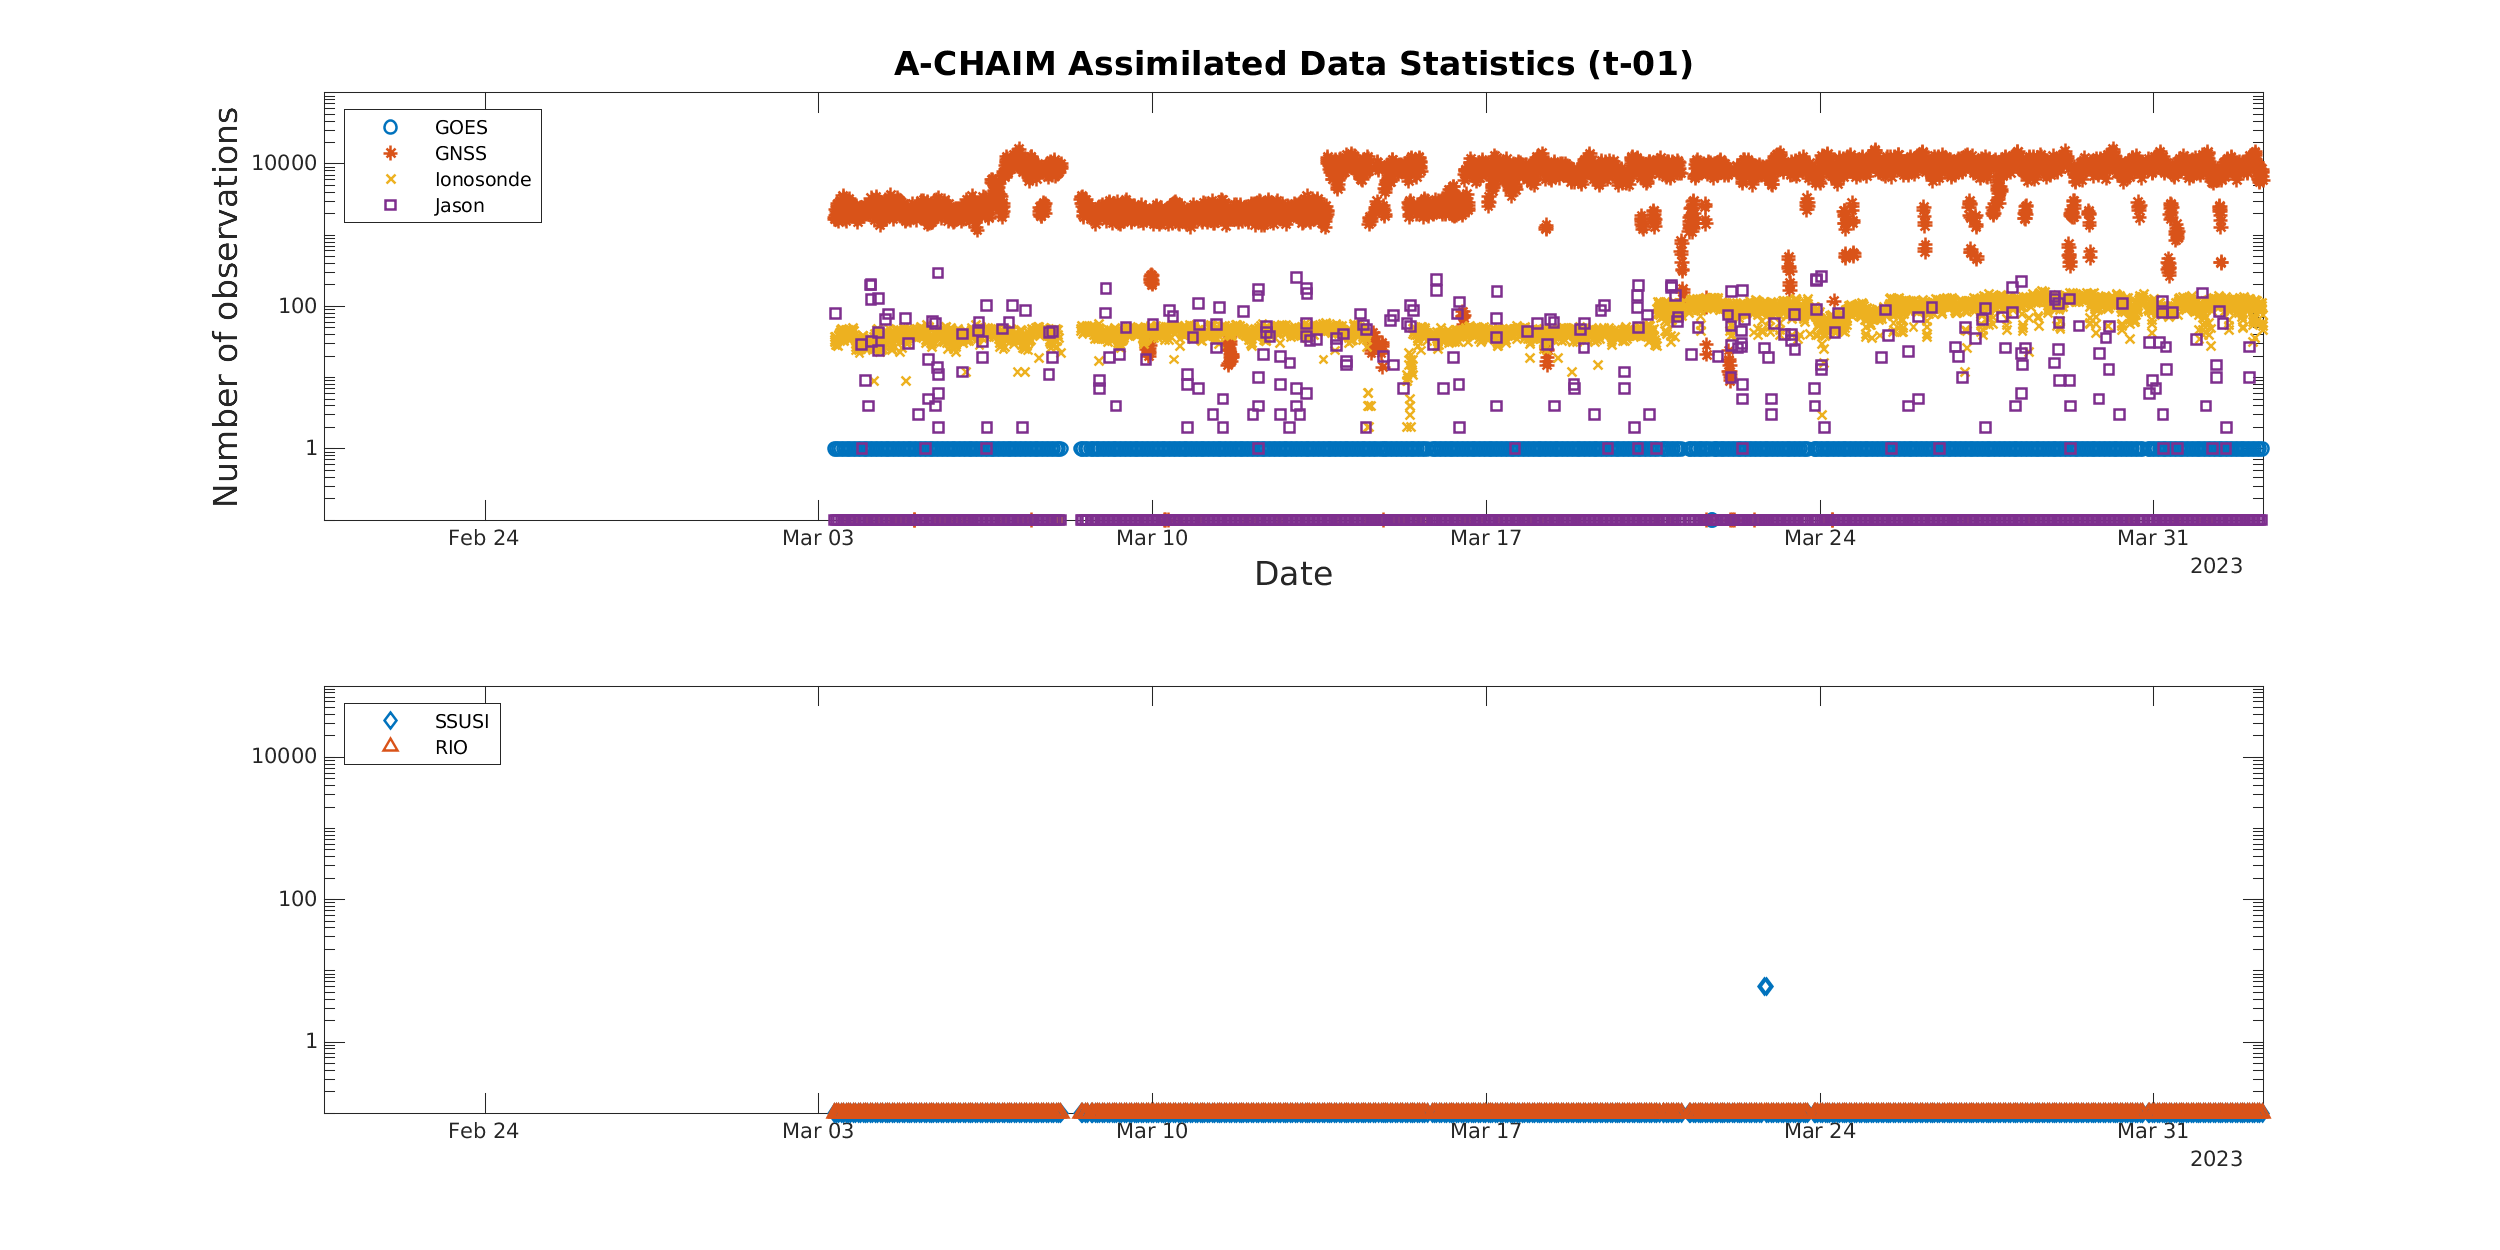 A-CHAIM Assimilated Data Statistics (t-01)
Number of observations
10000
100
1
GOES
GNSS
Ionosonde
Jason
Feb 24
Mar 03
Mar 10
Mar 17
Mar 24
Mar 31
2023
Date
10000
100
1
SSUSI
RIO
Feb 24
Mar 03
Mar 10
Mar 17
Mar 24
Mar 31
2023